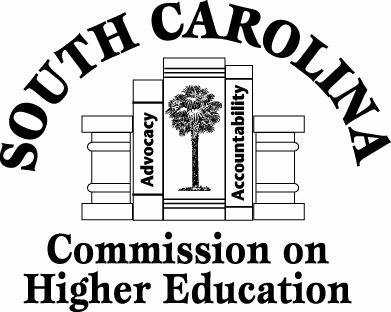 SOUTH CAROLINA
Advocacy
Accountability
Commission on
Higher Education